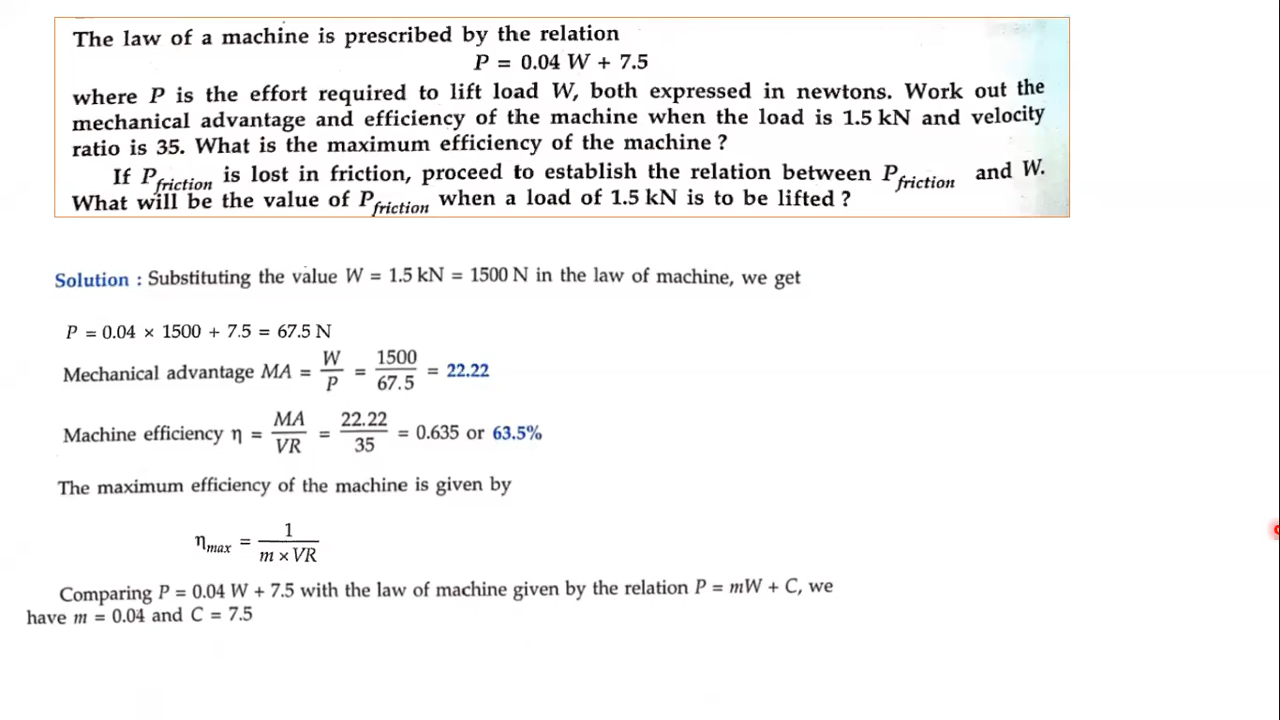 The law of a machine is prescribed by the relation
P = 0.04 W + 7.5
where P is the effort required to lift load W, both expressed in newtons. Work out the
mechanical advantage and efficiency of the machine when the load is 1.5 kN and velocity
ratio is 35. What is the maximum efficiency of the machine ?
If P_friction is lost in friction, proceed to establish the relation between P_friction and W.
What will be the value of P_friction when a load of 1.5 kN is to be lifted ?
Solution : Substituting the value W = 1.5 kN = 1500 N in the law of machine, we get
P = 0.04 × 1500 + 7.5 = 67.5 N
Mechanical advantage MA = W/P = 1500/67.5 = 22.22
Machine efficiency η = MA/VR = 22.22/35 = 0.635 or 63.5%
The maximum efficiency of the machine is given by
η_max = 1/(m × VR)
Comparing P = 0.04 W + 7.5 with the law of machine given by the relation P = mW + C, we
have m = 0.04 and C = 7.5